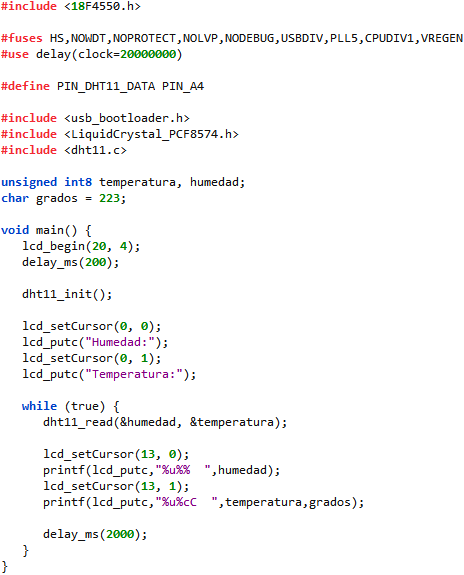 #include <18F4550.h>
#fuses HS,NOWDT,NOPROTECT,NOLVP,NODEBUG,USBDIV,PLL5,CPUDIV1,VREGEN
#use delay(clock=20000000)
#define PIN_DHT11_DATA PIN_A4
#include <usb_bootloader.h>
#include <LiquidCrystal_PCF8574.h>
#include <dht11.c>
unsigned int8 temperatura, humedad;
char grados = 223;
void main() {
lcd_begin(20, 4);
delay_ms(200);
dht11_init();
lcd_setCursor(0, 0);
lcd_putc("Humedad:");
lcd_setCursor(0, 1);
lcd_putc("Temperatura:");
while (true) {
dht11_read(&humedad, &temperatura);
lcd_setCursor(13, 0);
printf(lcd_putc,"%u%%  ",humedad);
lcd_setCursor(13, 1);
printf(lcd_putc,"%u%cC  ",temperatura,grados);
delay_ms(2000);
}
}